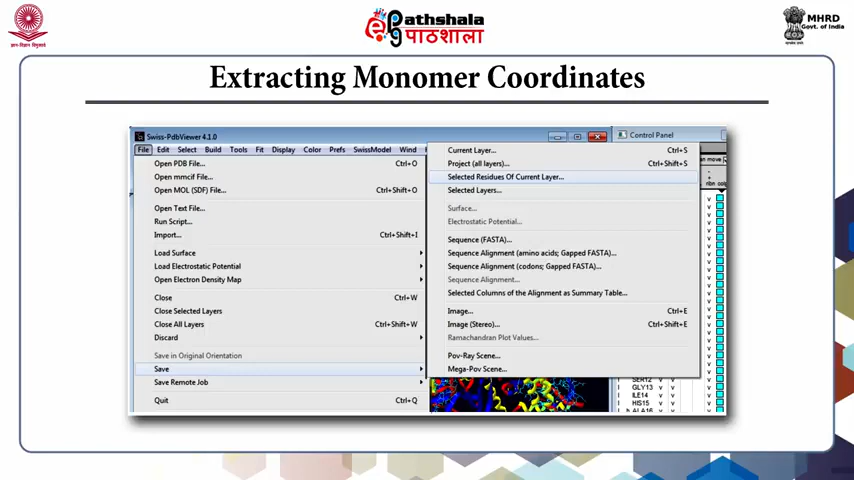 ज्ञान-विज्ञान विमुक्तये
ePg Pathshala
पाठशाला
MHRD
Govt. of India
Extracting Monomer Coordinates
Swiss-PdbViewer 4.1.0
Control Panel
File Edit Select Build Tools Fit Display Color Prefs SwissModel Wind
Open PDB File... Ctrl+O
Open mmcif File...
Open MOL (SDF) File... Ctrl+Shift+O
Open Text File...
Run Script...
Import... Ctrl+Shift+I
Load Surface
Load Electrostatic Potential
Open Electron Density Map
Close Ctrl+W
Close Selected Layers
Close All Layers Ctrl+Shift+W
Discard
Save in Original Orientation
Save
Save Remote Job
Quit Ctrl+Q
Current Layer... Ctrl+S
Project (all layers)... Ctrl+Shift+S
Selected Residues Of Current Layer...
Selected Layers...
Surface...
Electrostatic Potential...
Sequence (FASTA)...
Sequence Alignment (amino acids; Gapped FASTA)...
Sequence Alignment (codons; Gapped FASTA)...
Sequence Alignment...
Selected Columns of the Alignment as Summary Table...
Image... Ctrl+E
Image (Stereo)... Ctrl+Shift+E
Ramachandran Plot Values...
Pov-Ray Scene...
Mega-Pov Scene...
SER12 v v
GLY13 v v
ILE14 v v
HIS15 v v
h ALA16 v v